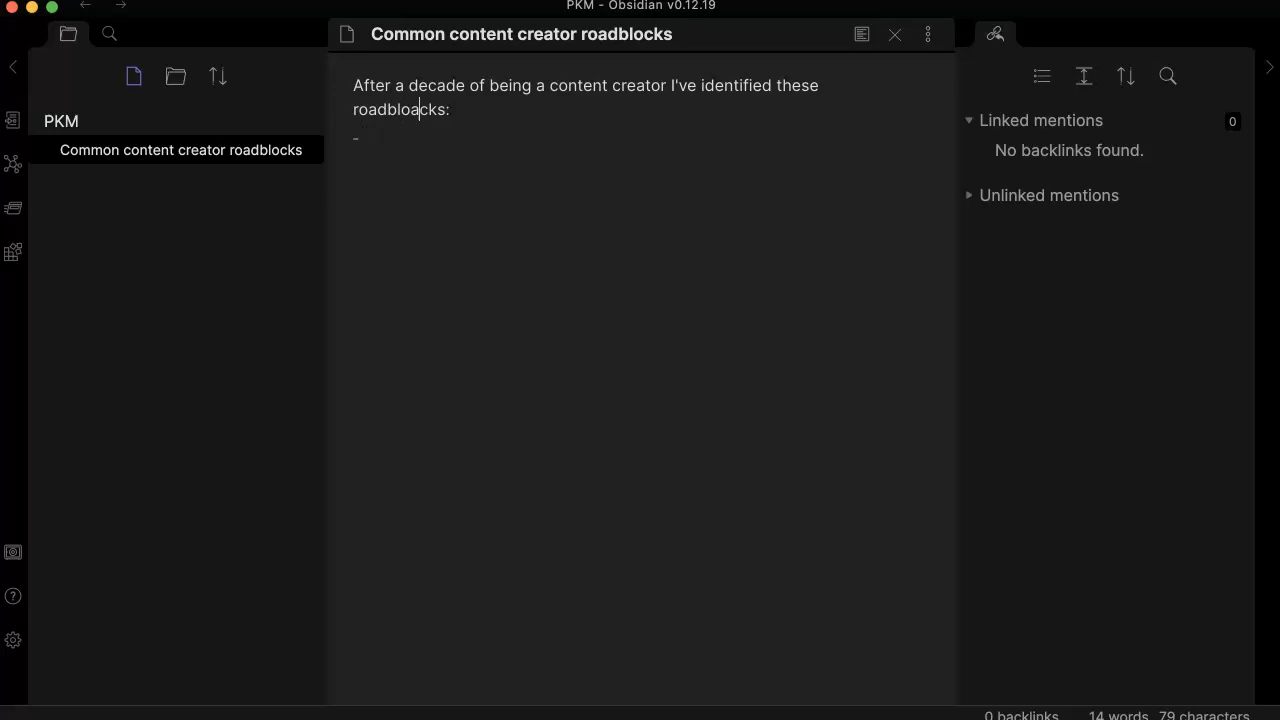 PKM - Obsidian v0.12.19
Common content creator roadblocks
After a decade of being a content creator I've identified these
roadbloacks:
-
PKM
Common content creator roadblocks
Linked mentions 0
No backlinks found.
Unlinked mentions
0 backlinks 14 words 79 characters